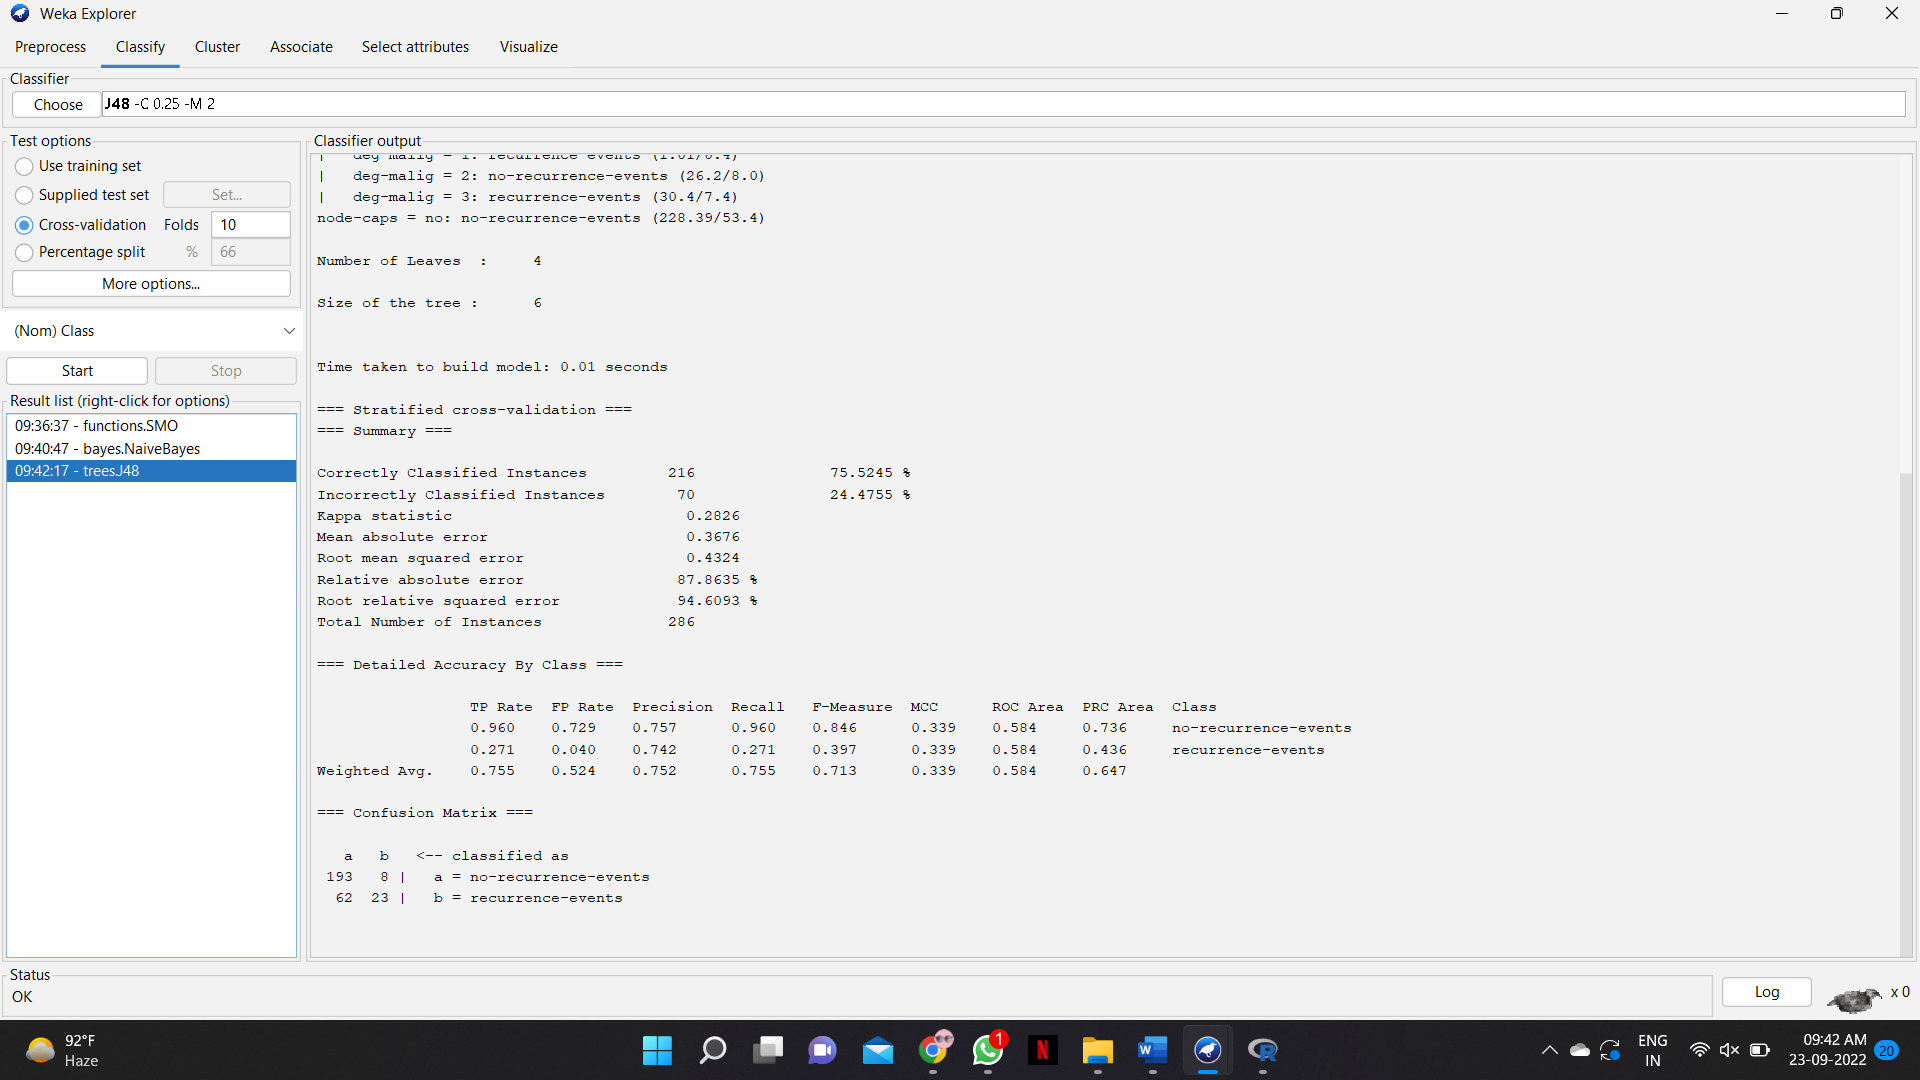 Weka Explorer
Preprocess Classify Cluster Associate Select attributes Visualize
Classifier
Choose J48 -C 0.25 -M 2
Test options
Use training set
Supplied test set Set...
Cross-validation Folds 10
Percentage split % 66
More options...
(Nom) Class
Start Stop
Result list (right-click for options)
09:36:37 - functions.SMO
09:40:47 - bayes.NaiveBayes
09:42:17 - trees.J48
Classifier output
| deg-malig = 1: recurrence-events (1.01/0.4)
| deg-malig = 2: no-recurrence-events (26.2/8.0)
| deg-malig = 3: recurrence-events (30.4/7.4)
node-caps = no: no-recurrence-events (228.39/53.4)
Number of Leaves : 4
Size of the tree : 6
Time taken to build model: 0.01 seconds
=== Stratified cross-validation ===
=== Summary ===
Correctly Classified Instances 216 75.5245 %
Incorrectly Classified Instances 70 24.4755 %
Kappa statistic 0.2826
Mean absolute error 0.3676
Root mean squared error 0.4324
Relative absolute error 87.8635 %
Root relative squared error 94.6093 %
Total Number of Instances 286
=== Detailed Accuracy By Class ===
TP Rate FP Rate Precision Recall F-Measure MCC ROC Area PRC Area Class
0.960 0.729 0.757 0.960 0.846 0.339 0.584 0.736 no-recurrence-events
0.271 0.040 0.742 0.271 0.397 0.339 0.584 0.436 recurrence-events
Weighted Avg. 0.755 0.524 0.752 0.755 0.713 0.339 0.584 0.647
=== Confusion Matrix ===
a b <-- classified as
193 8 | a = no-recurrence-events
62 23 | b = recurrence-events
Status
OK
Log x 0
92°F
Haze
1
N
W
R
ENG
IN
09:42 AM
23-09-2022
20